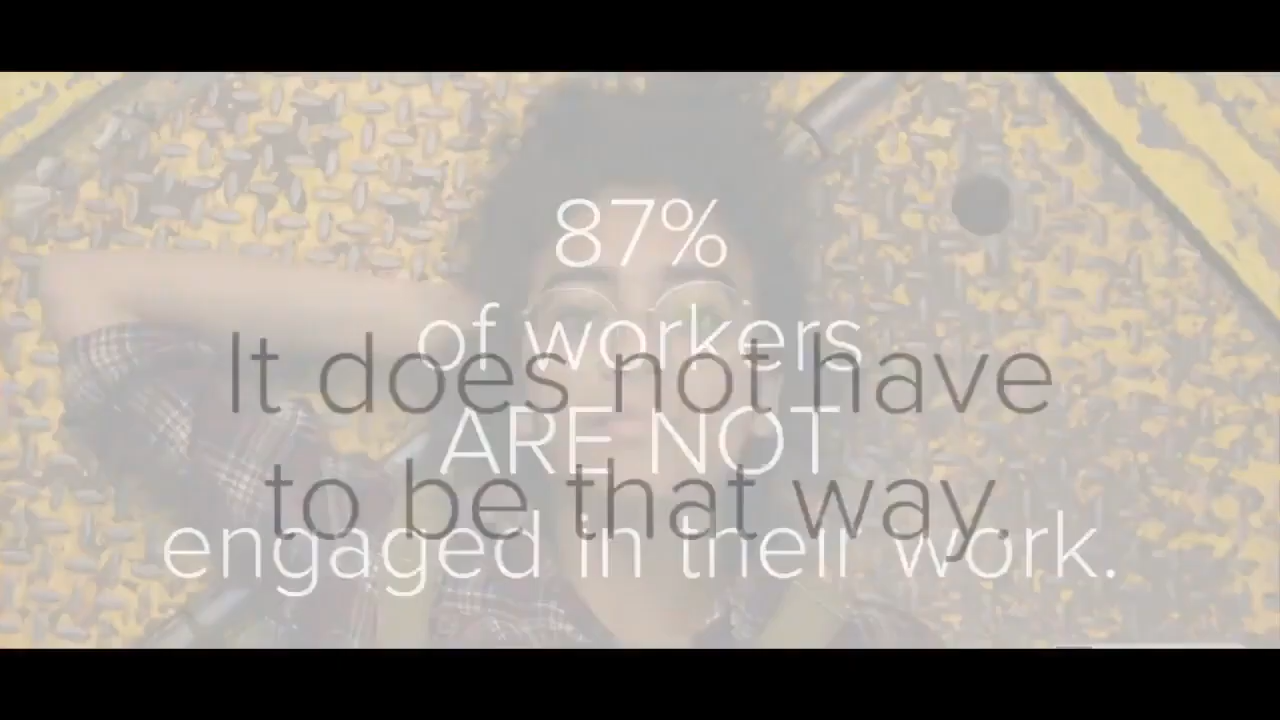 87%
of workers
ARE NOT
engaged in their work.
It does not have
to be that way.